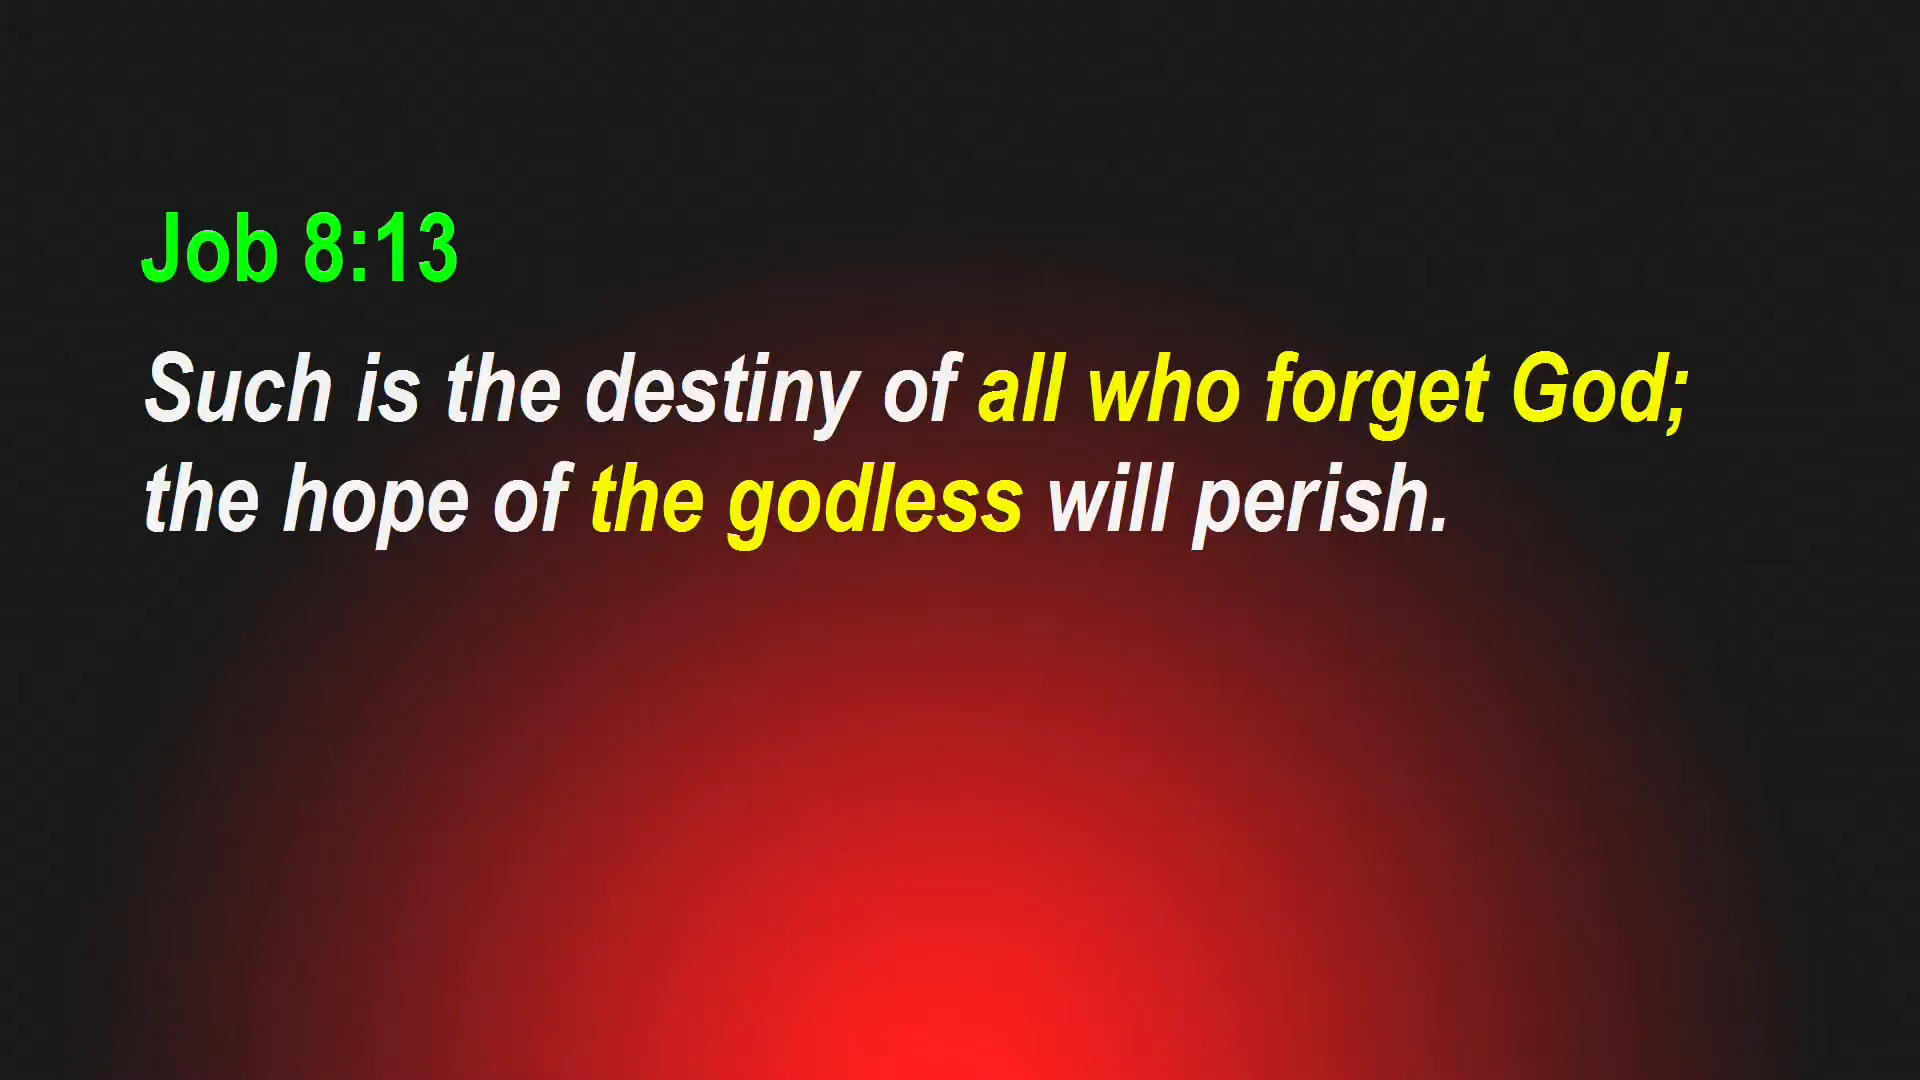 Job 8:13
Such is the destiny of all who forget God;
the hope of the godless will perish.